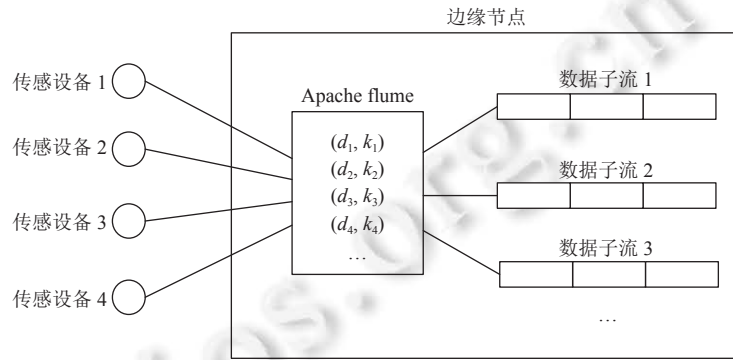 边缘节点
传感设备 1
传感设备 2
传感设备 3
传感设备 4
Apache flume
(d₁, k₁)
(d₂, k₂)
(d₃, k₃)
(d₄, k₄)
…
数据子流 1
数据子流 2
数据子流 3
…